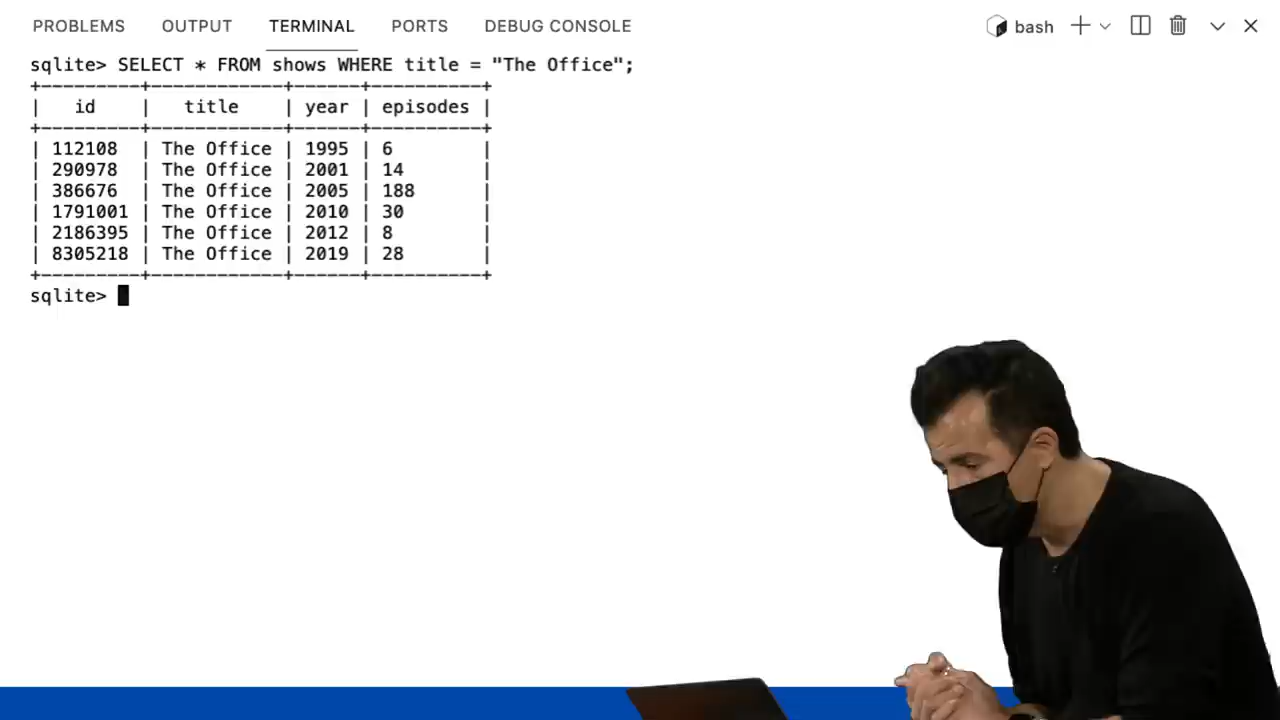 PROBLEMS OUTPUT TERMINAL PORTS DEBUG CONSOLE bash
sqlite> SELECT * FROM shows WHERE title = "The Office";
+---------+------------+------+----------+
| id | title | year | episodes |
+---------+------------+------+----------+
| 112108 | The Office | 1995 | 6 |
| 290978 | The Office | 2001 | 14 |
| 386676 | The Office | 2005 | 188 |
| 1791001 | The Office | 2010 | 30 |
| 2186395 | The Office | 2012 | 8 |
| 8305218 | The Office | 2019 | 28 |
+---------+------------+------+----------+
sqlite>